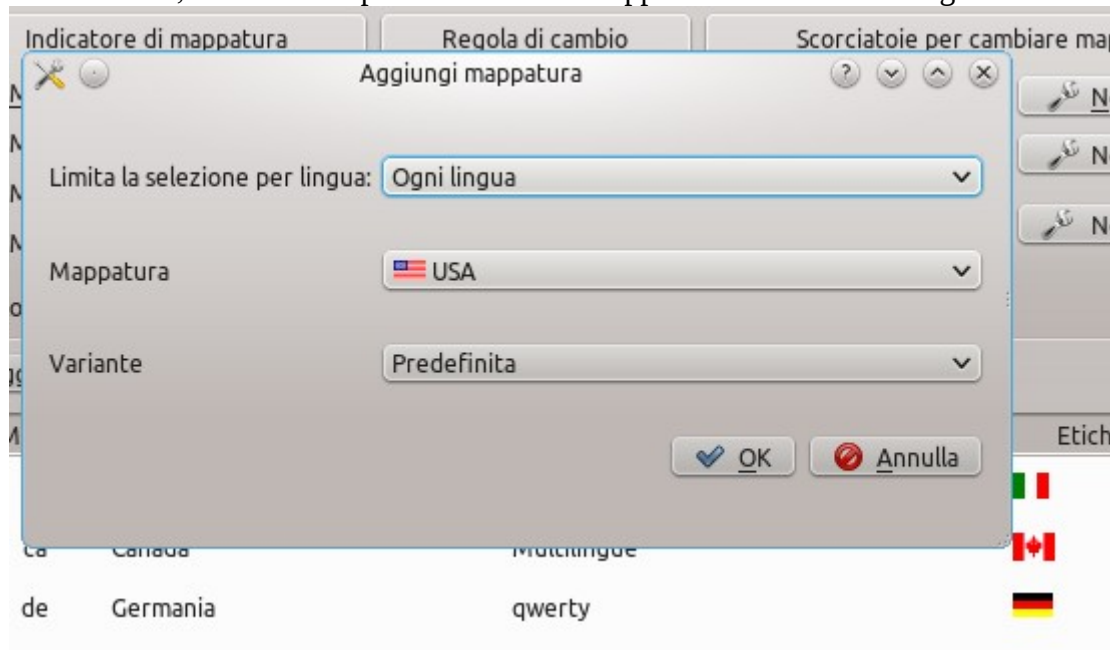 Indicatore di mappatura Regola di cambio Scorciatoie per cambiare map
Aggiungi mappatura
Limita la selezione per lingua: Ogni lingua
Mappatura USA
Variante Predefinita
OK Annulla
Etich
ca Canada Multilingue
de Germania qwerty